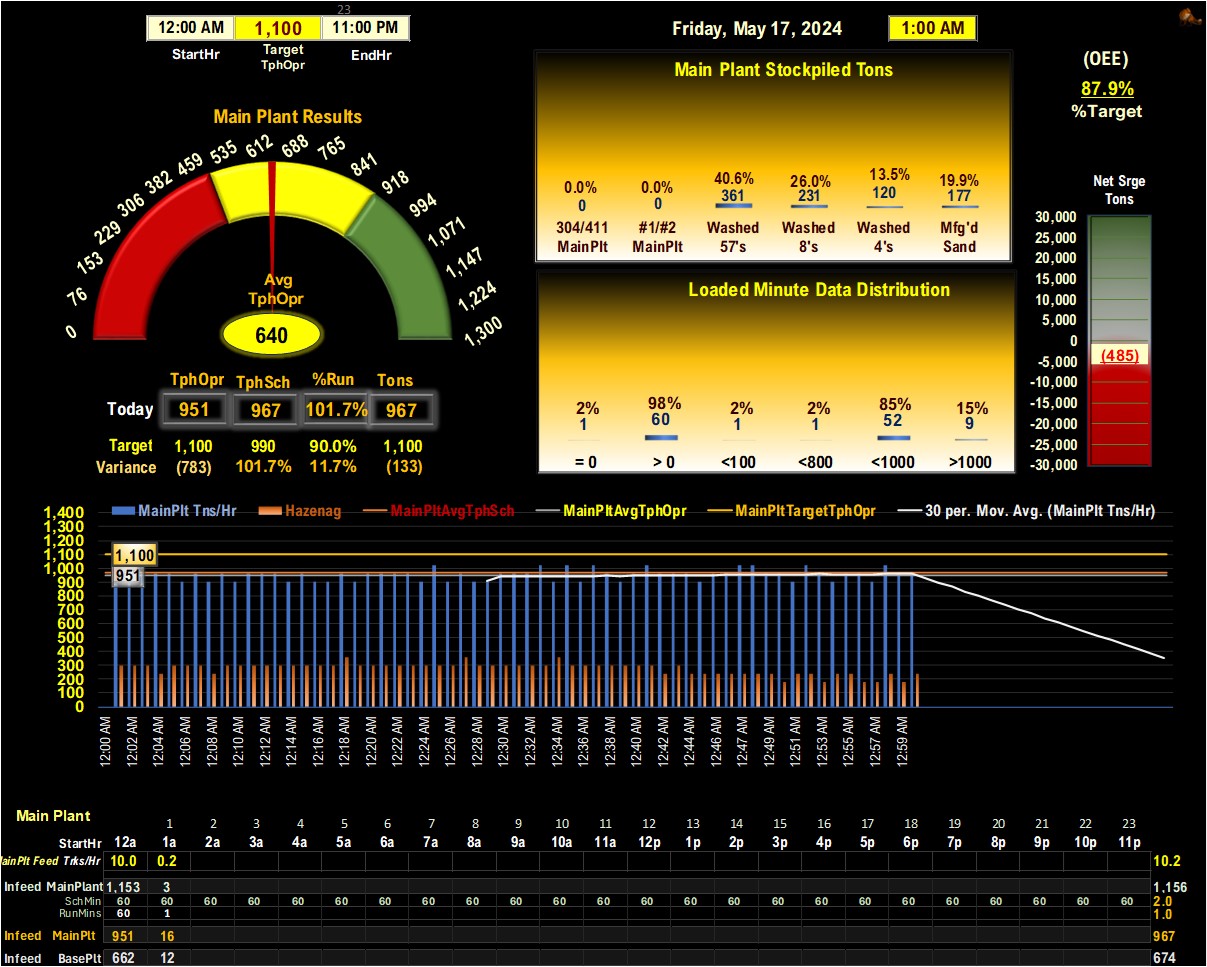 23
12:00 AM 1,100 11:00 PM
StartHr Target TphOpr EndHr
Friday, May 17, 2024 1:00 AM
(OEE)
87.9%
%Target
Main Plant Results
0 76 153 229 306 382 459 535 612 688 765 841 918 994 1,071 1,147 1,224 1,300
Avg
TphOpr
640
TphOpr TphSch %Run Tons
Today 951 967 101.7% 967
Target 1,100 990 90.0% 1,100
Variance (783) 101.7% 11.7% (133)
Main Plant Stockpiled Tons
0.0% 0.0% 40.6% 26.0% 13.5% 19.9%
0 0 361 231 120 177
304/411 #1/#2 Washed Washed Washed Mfg'd
MainPlt MainPlt 57's 8's 4's Sand
Loaded Minute Data Distribution
2% 98% 2% 2% 85% 15%
1 60 1 1 52 9
= 0 > 0 <100 <800 <1000 >1000
Net Srge
Tons
30,000
25,000
20,000
15,000
10,000
5,000
0
-5,000
-10,000
-15,000
-20,000
-25,000
-30,000
(485)
MainPlt Tns/Hr Hazenag MainPltAvgTphSch MainPltAvgTphOpr MainPltTargetTphOpr 30 per. Mov. Avg. (MainPlt Tns/Hr)
1,400
1,300
1,200
1,100
1,000
900
800
700
600
500
400
300
200
100
0
1,100
951
12:00 AM 12:02 AM 12:04 AM 12:06 AM 12:08 AM 12:10 AM 12:12 AM 12:14 AM 12:16 AM 12:18 AM 12:20 AM 12:22 AM 12:24 AM 12:26 AM 12:28 AM 12:30 AM 12:32 AM 12:34 AM 12:36 AM 12:38 AM 12:41 AM 12:42 AM 12:44 AM 12:46 AM 12:47 AM 12:49 AM 12:51 AM 12:53 AM 12:55 AM 12:57 AM 12:59 AM
Main Plant
1 2 3 4 5 6 7 8 9 10 11 12 13 14 15 16 17 18 19 20 21 22 23
StartHr 12a 1a 2a 3a 4a 5a 6a 7a 8a 9a 10a 11a 12p 1p 2p 3p 4p 5p 6p 7p 8p 9p 10p 11p
ainPlt Feed Trks/Hr 10.0 0.2 10.2
Infeed MainPlant 1,153 3 1,156
SchMin 60 60 60 60 60 60 60 60 60 60 60 60 60 60 60 60 60 60 60 60 60 60 60 60 2.0
RunMins 60 1 1.0
Infeed MainPlt 951 16 967
Infeed BasePlt 662 12 674